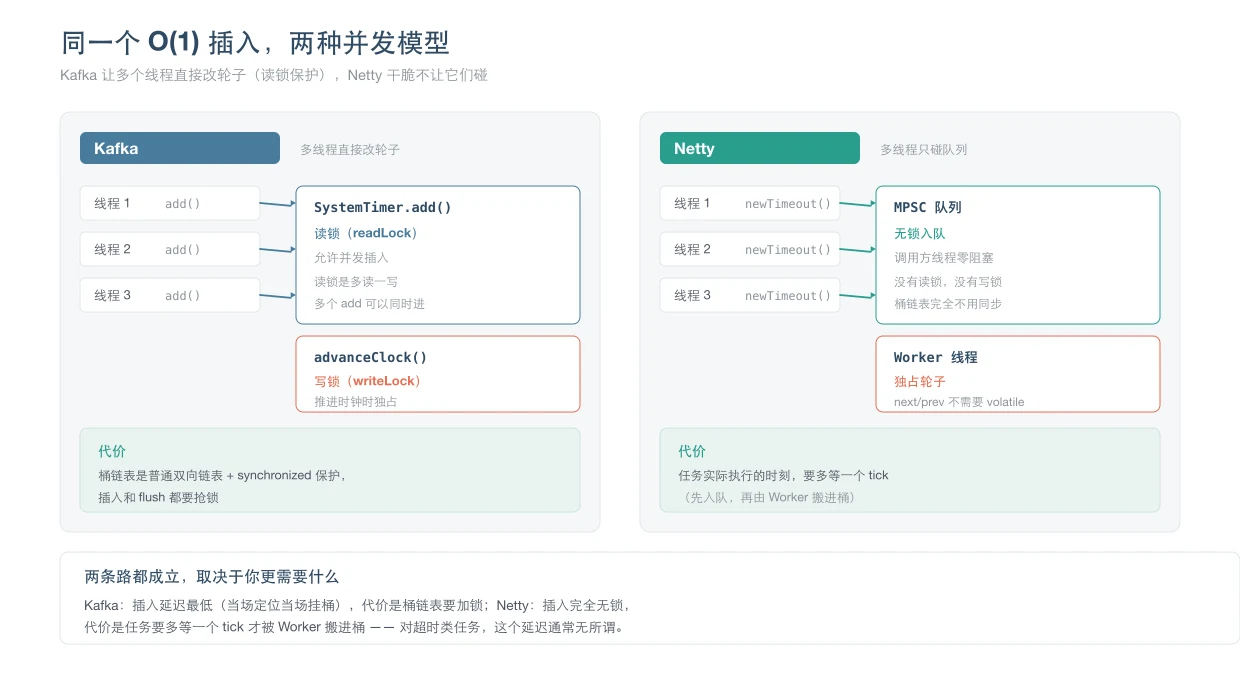 同一个 O(1) 插入，两种并发模型
Kafka 让多个线程直接改轮子（读锁保护），Netty 干脆不让它们碰
Kafka
多线程直接改轮子
线程 1 add()
线程 2 add()
线程 3 add()
SystemTimer.add()
读锁（readLock）
允许并发插入
读锁是多读一写
多个 add 可以同时进
advanceClock()
写锁（writeLock）
推进时钟时独占
代价
桶链表是普通双向链表 + synchronized 保护，
插入和 flush 都要抢锁
Netty
多线程只碰队列
线程 1 newTimeout()
线程 2 newTimeout()
线程 3 newTimeout()
MPSC 队列
无锁入队
调用方线程零阻塞
没有读锁，没有写锁
桶链表完全不用同步
Worker 线程
独占轮子
next/prev 不需要 volatile
代价
任务实际执行的时刻，要多等一个 tick
（先入队，再由 Worker 搬进桶）
两条路都成立，取决于你更需要什么
Kafka：插入延迟最低（当场定位当场挂桶），代价是桶链表要加锁；Netty：插入完全无锁，
代价是任务要多等一个 tick 才被 Worker 搬进桶 —— 对超时类任务，这个延迟通常无所谓。